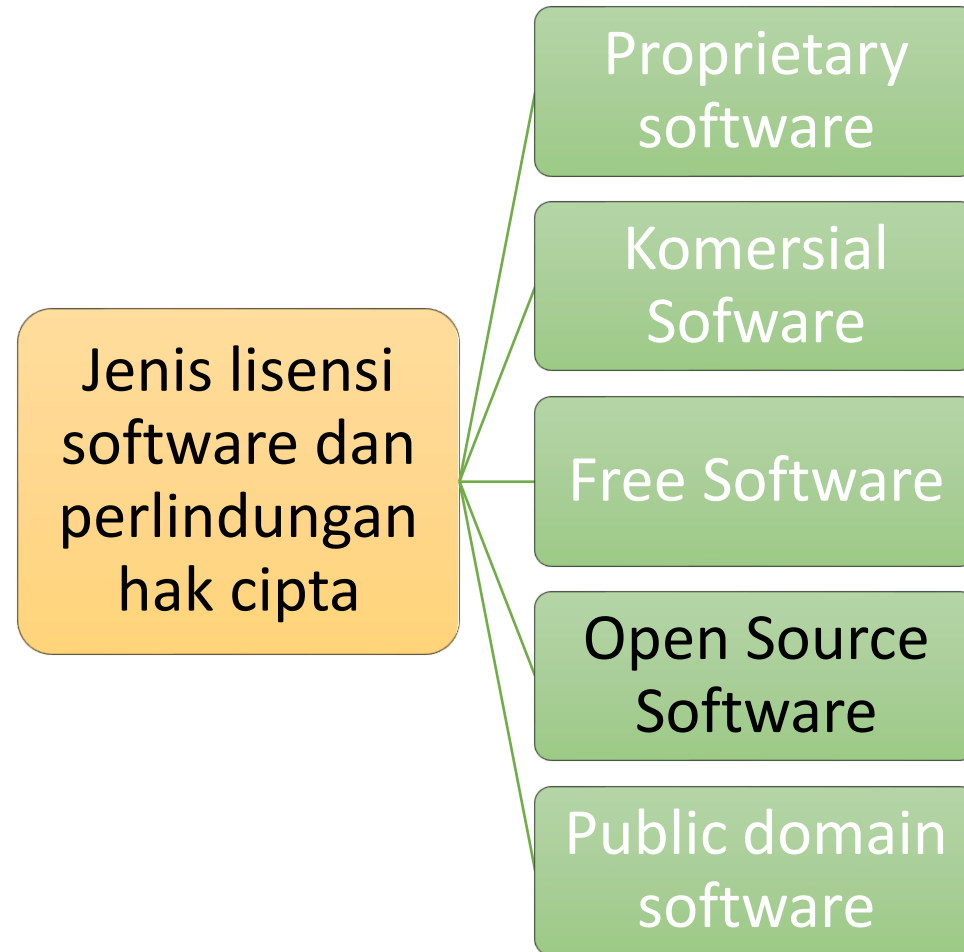 Proprietary
software
Komersial
Sofware
Jenis lisensi
software dan
perlindungan
hak cipta
Free Software
Open Source
Software
Public domain
software